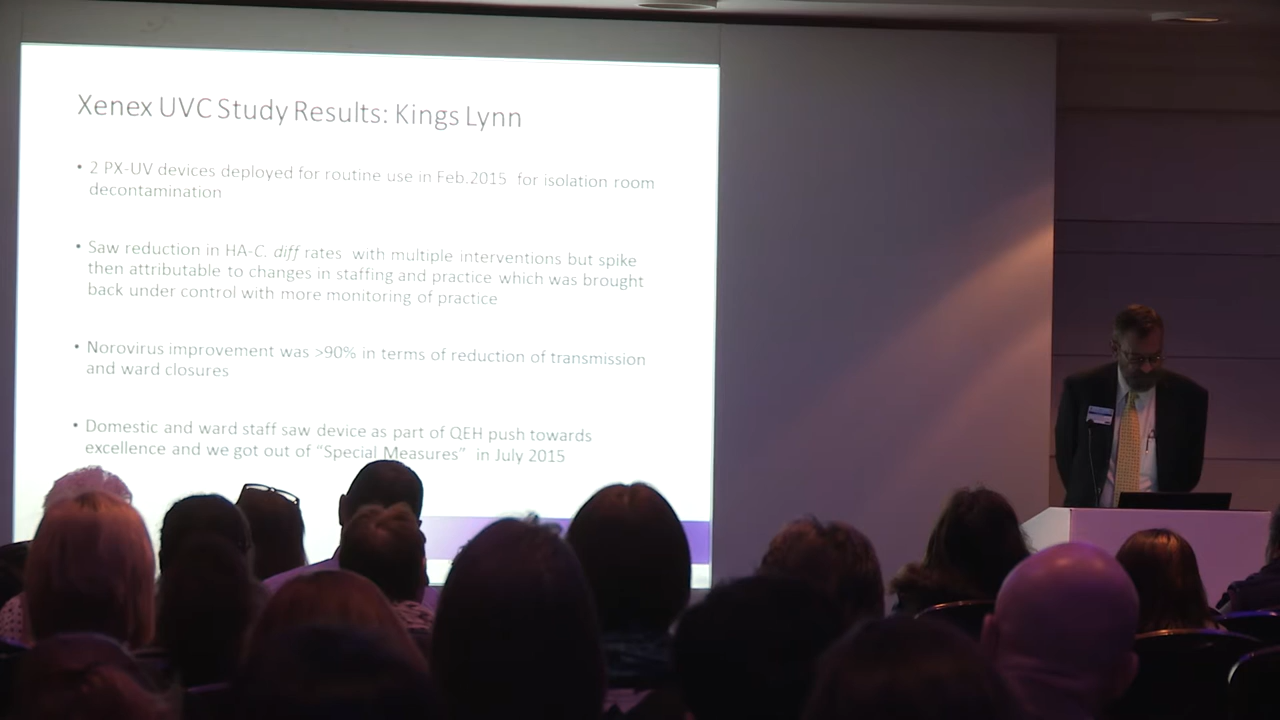 Xenex UVC Study Results: Kings Lynn
• 2 PX-UV devices deployed for routine use in Feb.2015 for isolation room
decontamination
• Saw reduction in HA-C. diff rates with multiple interventions but spike
then attributable to changes in staffing and practice which was brought
back under control with more monitoring of practice
• Norovirus improvement was >90% in terms of reduction of transmission
and ward closures
• Domestic and ward staff saw device as part of QEH push towards
excellence and we got out of “Special Measures” in July 2015